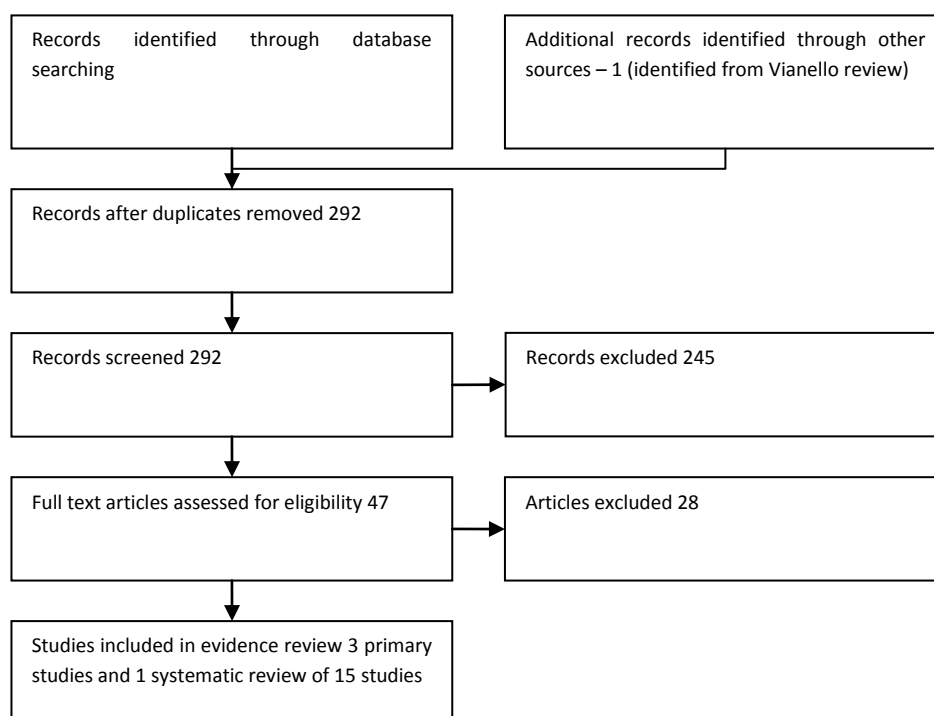 Records identified through database
searching
Additional records identified through other
sources – 1 (identified from Vianello review)
Records after duplicates removed 292
Records screened 292
Records excluded 245
Full text articles assessed for eligibility 47
Articles excluded 28
Studies included in evidence review 3 primary
studies and 1 systematic review of 15 studies